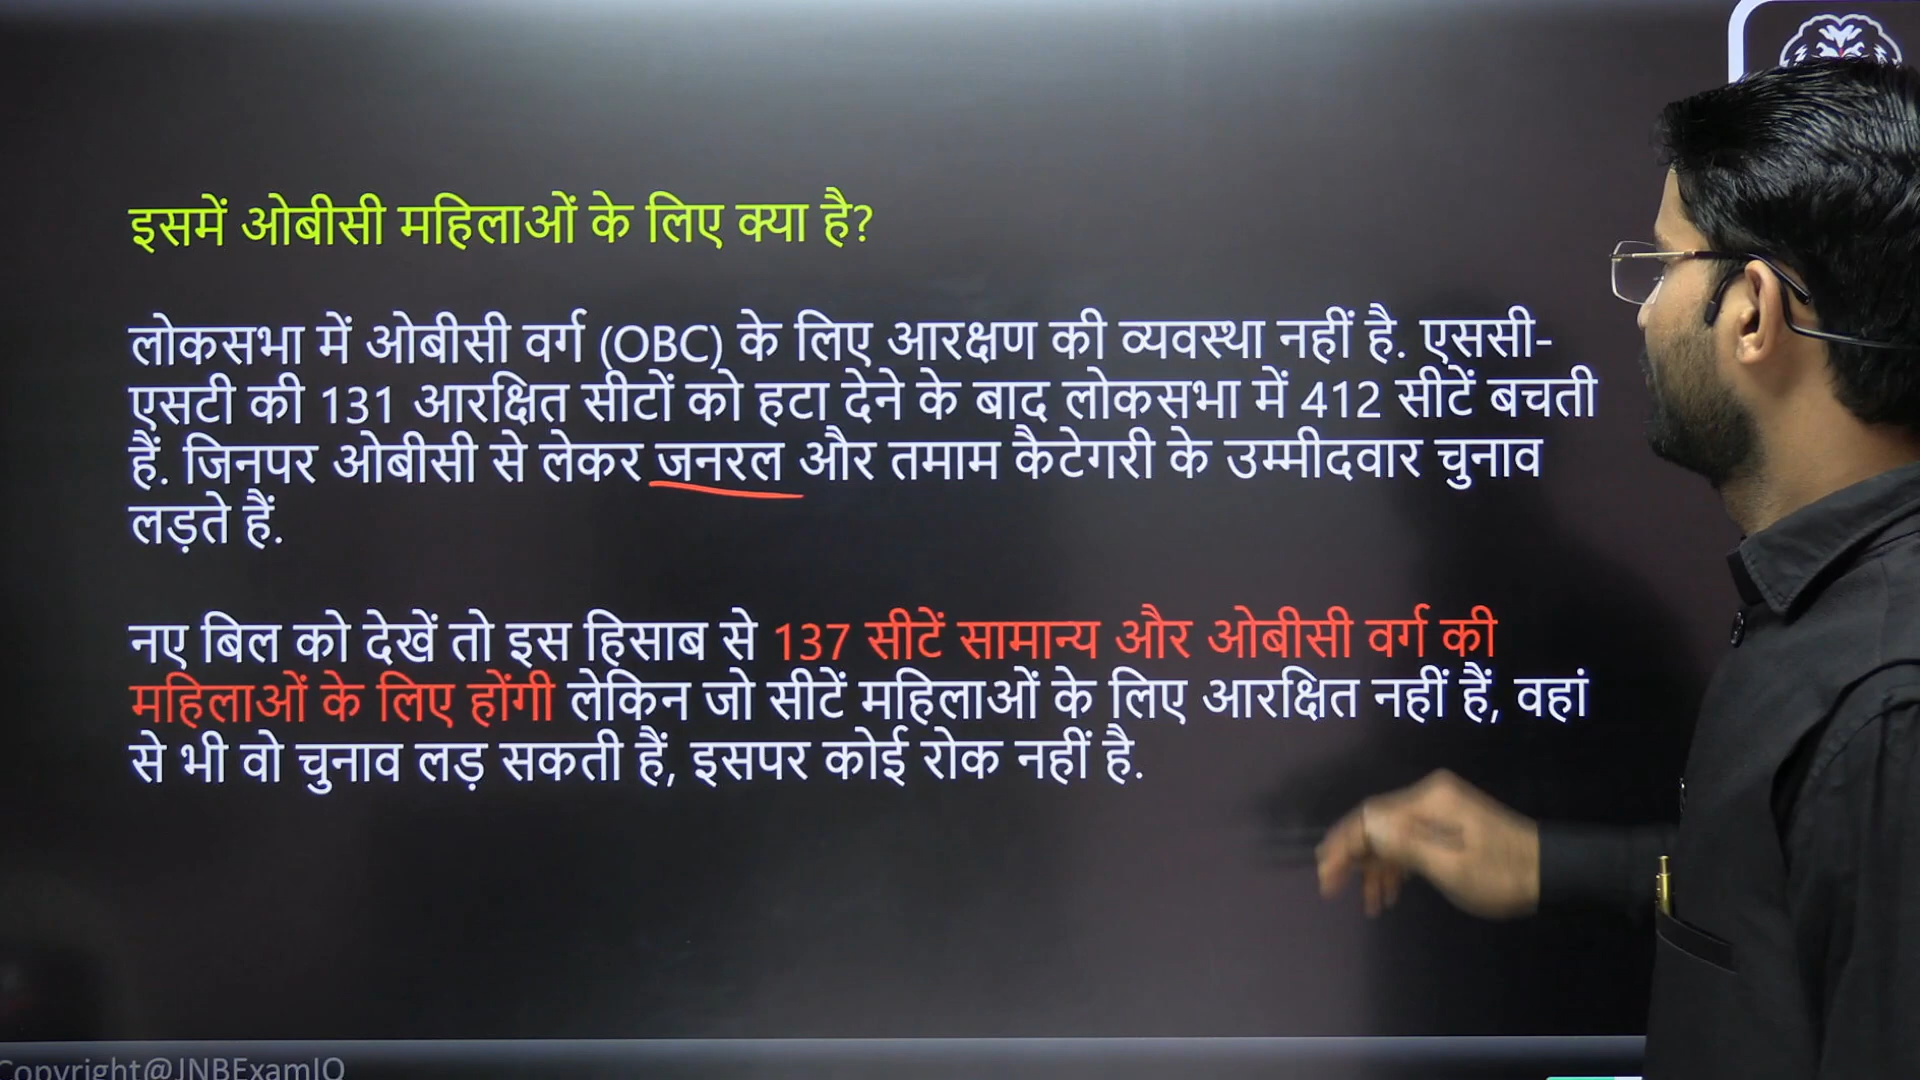 इसमें ओबीसी महिलाओं के लिए क्या है?
लोकसभा में ओबीसी वर्ग (OBC) के लिए आरक्षण की व्यवस्था नहीं है. एससी-
एसटी की 131 आरक्षित सीटों को हटा देने के बाद लोकसभा में 412 सीटें बचती
हैं. जिनपर ओबीसी से लेकर जनरल और तमाम कैटेगरी के उम्मीदवार चुनाव
लड़ते हैं.
नए बिल को देखें तो इस हिसाब से 137 सीटें सामान्य और ओबीसी वर्ग की
महिलाओं के लिए होंगी लेकिन जो सीटें महिलाओं के लिए आरक्षित नहीं हैं, वहां
से भी वो चुनाव लड़ सकती हैं, इसपर कोई रोक नहीं है.
Copyright@JNBExamIQ